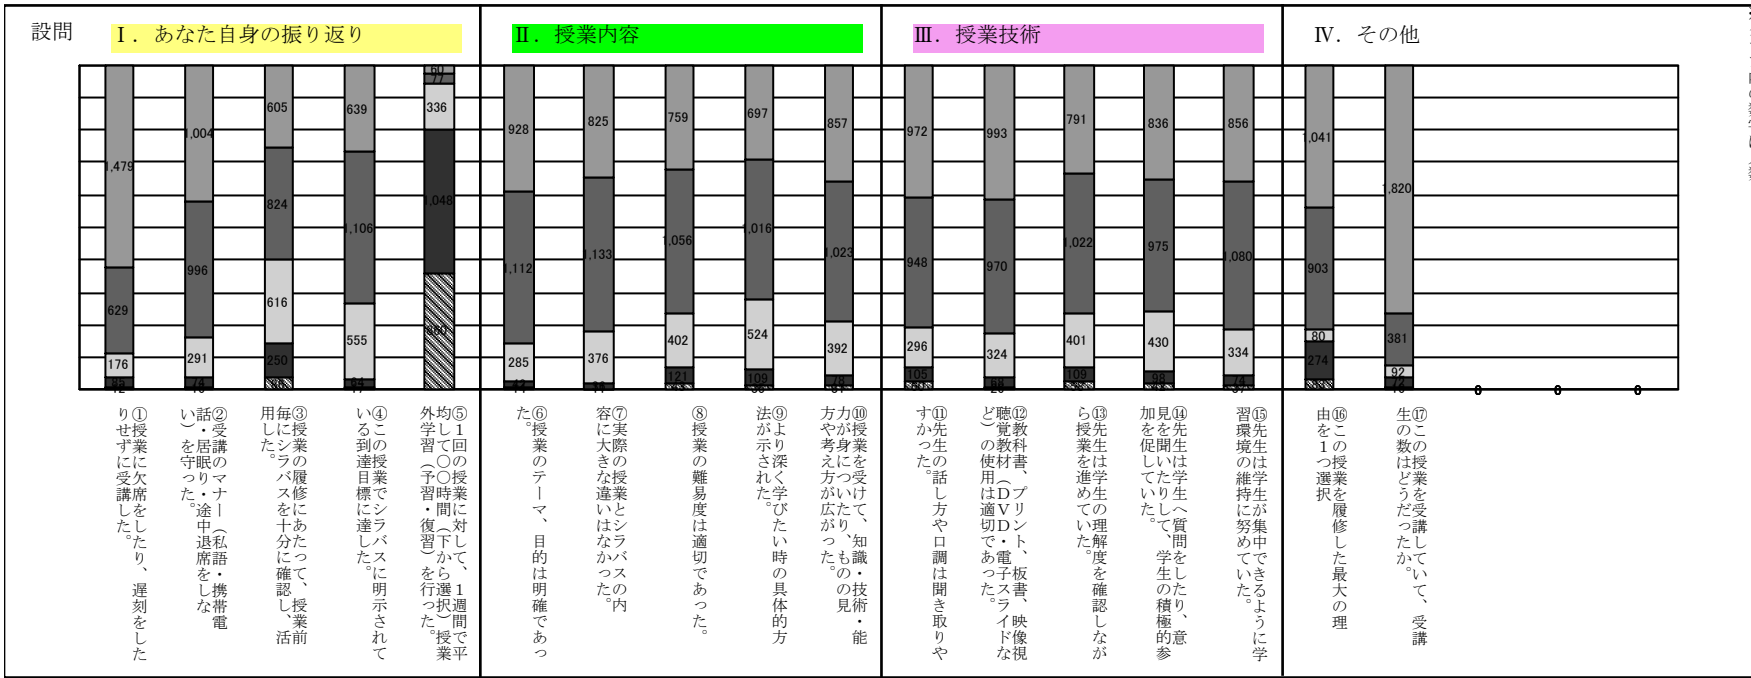 設問
Ⅰ．あなた自身の振り返り
Ⅱ．授業内容
Ⅲ．授業技術
Ⅳ．その他
1,479
629
176
12
1,004
996
291
74
605
824
616
250
639
1,106
555
64
60
77
336
1,048
860
928
1,112
285
825
1,133
376
759
1,056
402
121
697
1,016
524
109
857
1,023
392
78
972
948
296
105
993
970
324
791
1,022
401
109
836
975
430
98
856
1,080
334
74
1,041
903
80
274
1,820
381
92
72
0
0
0
①授業に欠席をしたり、遅刻をした
りせずに受講した。
②受講のマナー（私語・携帯電
話・居眠り・途中退席をしな
い）を守った。
③授業の履修にあたって、授業前
毎にシラバスを十分に確認し、活
用した。
④この授業でシラバスに明示されて
いる到達目標に達した。
⑤１回の授業に対して、１週間で平
均して〇〇時間（下から選択）授業
外学習（予習・復習）を行った。
⑥授業のテーマ、目的は明確であっ
た。
⑦実際の授業とシラバスの内
容に大きな違いはなかった。
⑧授業の難易度は適切であった。
⑨より深く学びたい時の具体的方
法が示された。
⑩授業を受けて、知識・技術・能
力が身についたり、ものの見
方や考え方が広がった。
⑪先生の話し方や口調は聞き取りや
すかった。
⑫教科書、プリント、板書、映像視
聴覚教材（ＤＶＤ・電子スライドな
ど）の使用は適切であった。
⑬先生は学生の理解度を確認しなが
ら授業を進めていた。
⑭先生は学生へ質問をしたり、意
見を聞いたりして、学生の積極的参
加を促していた。
⑮先生は学生が集中できるように学
習環境の維持に努めていた。
⑯この授業を履修した最大の理
由を１つ選択
⑰この授業を受講していて、受講
生の数はどうだったか。